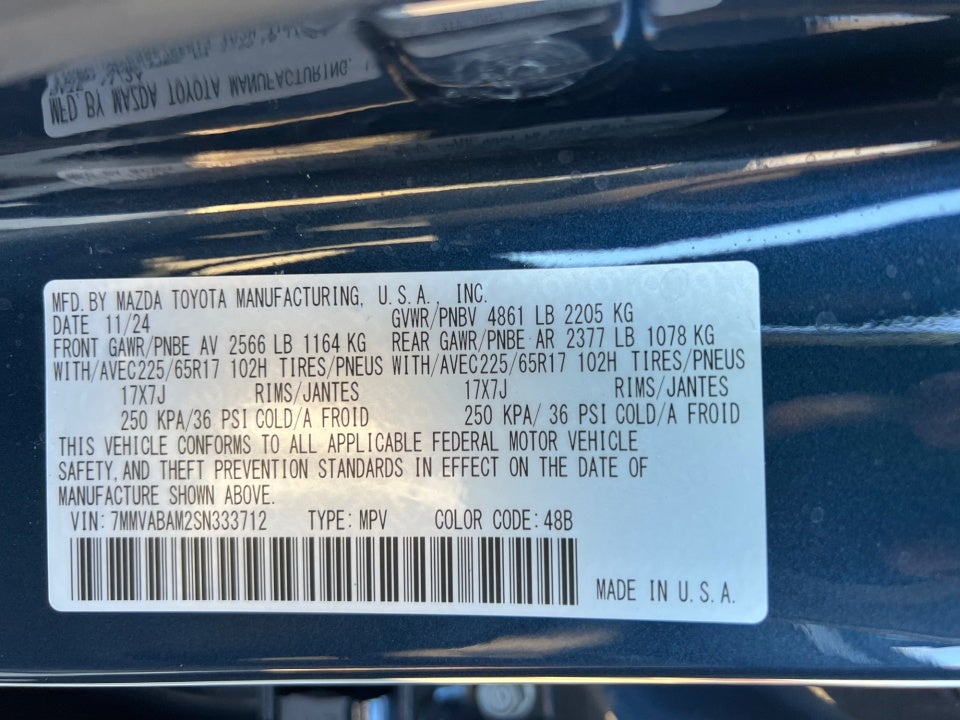 MFD. BY MAZDA TOYOTA MANUFACTURING.
MFD. BY MAZDA TOYOTA MANUFACTURING, U.S.A., INC.
DATE 11/24 GVWR/PNBV 4861 LB 2205 KG
FRONT GAWR/PNBE AV 2566 LB 1164 KG REAR GAWR/PNBE AR 2377 LB 1078 KG
WITH/AVEC225/65R17 102H TIRES/PNEUS WITH/AVEC225/65R17 102H TIRES/PNEUS
17X7J RIMS/JANTES 17X7J RIMS/JANTES
250 KPA/36 PSI COLD/A FROID 250 KPA/ 36 PSI COLD/A FROID
THIS VEHICLE CONFORMS TO ALL APPLICABLE FEDERAL MOTOR VEHICLE
SAFETY, AND THEFT PREVENTION STANDARDS IN EFFECT ON THE DATE OF
MANUFACTURE SHOWN ABOVE.
VIN: 7MMVABAM2SN333712 TYPE: MPV COLOR CODE: 48B
MADE IN U.S.A.